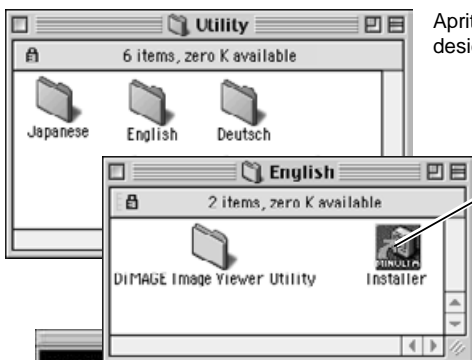 Utility
6 items, zero K available
Japanese
English
Deutsch
Aprit
desi
English
2 items, zero K available
DiMAGE Image Viewer Utility
MINOLTA
Installer